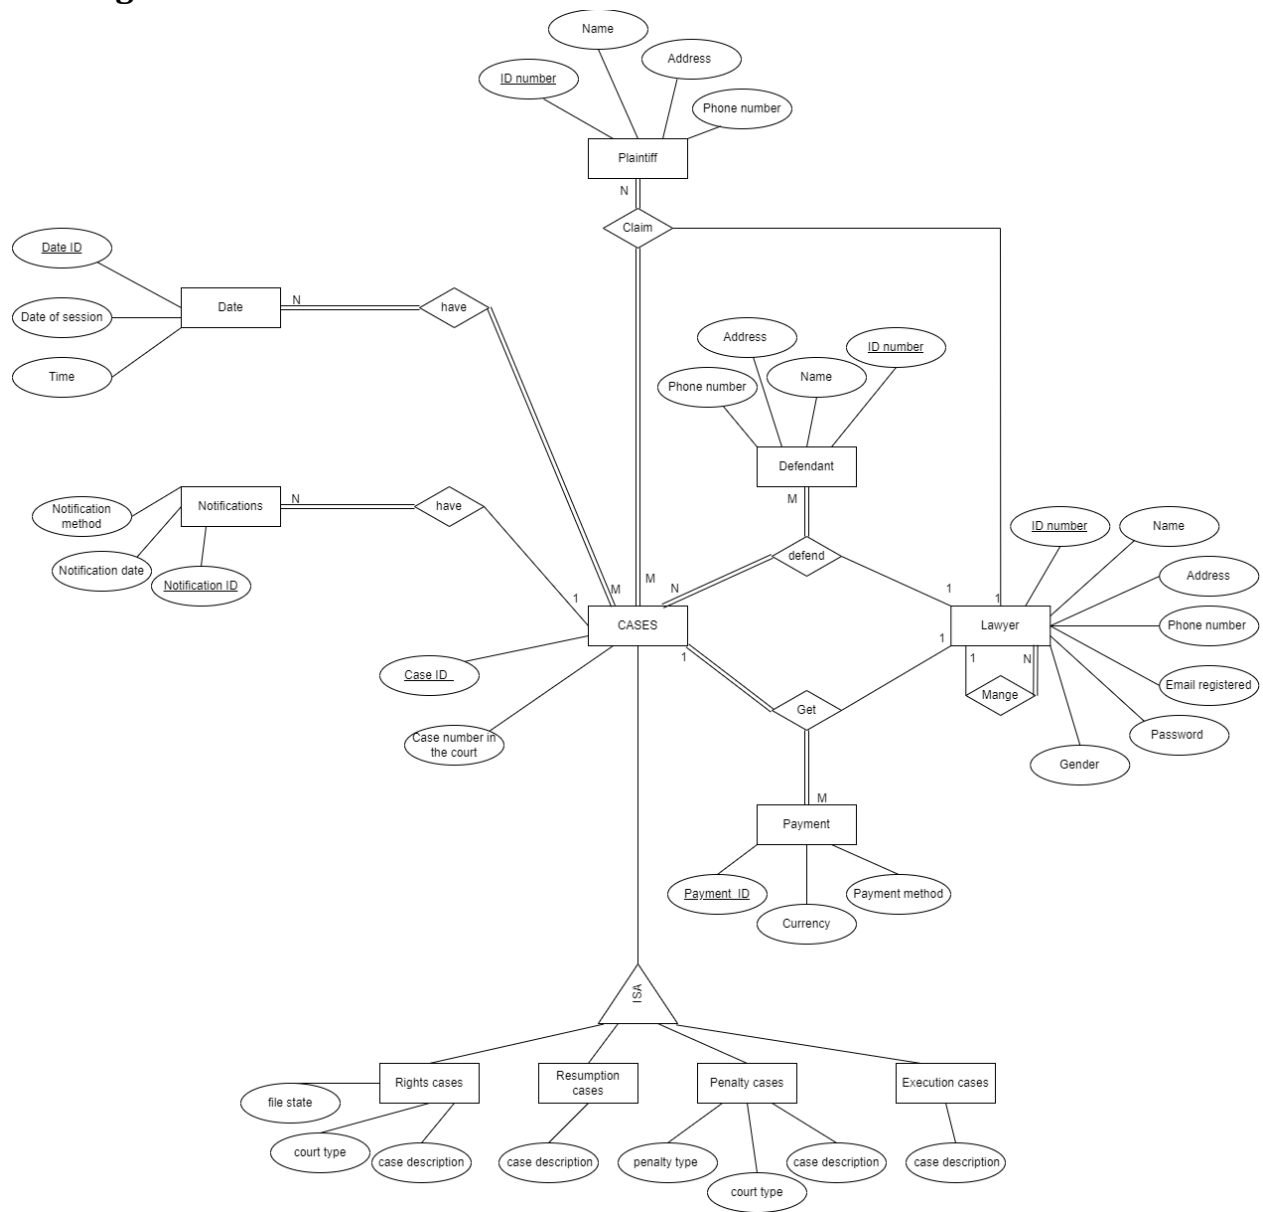 Name
Address
ID number
Phone number
Plaintiff
N
Claim
Date ID
Date
N
have
Date of session
Time
Address
ID number
Phone number
Name
Defendant
M
Notification
method
Notifications
N
have
Notification date
Notification ID
defend
ID number
Name
Address
Phone number
Email registered
Password
Gender
M
N
M
1
1
1
CASES
Lawyer
1
1
1
N
Mange
Case ID
Case number in
the court
Get
M
Payment
Payment ID
Currency
Payment method
ISA
Rights cases
Resumption
cases
Penalty cases
Execution cases
file state
court type
case description
case description
penalty type
court type
case description
case description